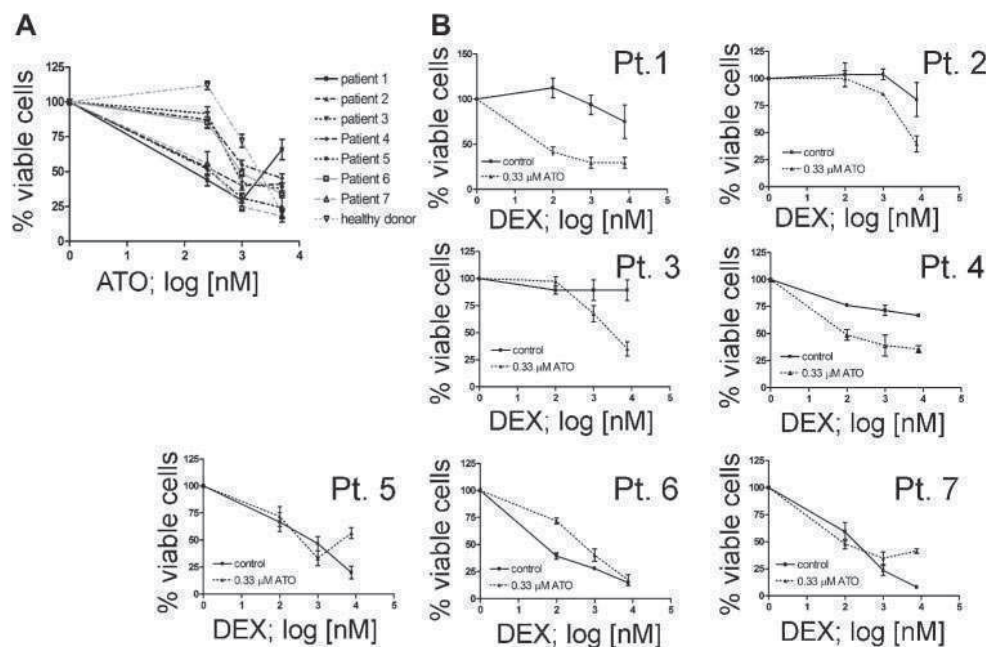 A
% viable cells
125
100
75
50
25
0
0 1 2 3 4
ATO; log [nM]
patient 1
patient 2
patient 3
Patient 4
Patient 5
Patient 6
Patient 7
healthy donor
B
Pt.1
% viable cells
150
100
50
0
0 1 2 3 4 5
control
0.33 µM ATO
DEX; log [nM]
Pt. 2
% viable cells
125
100
75
50
25
0
0 1 2 3 4 5
control
0.33 µM ATO
DEX; log [nM]
Pt. 3
% viable cells
125
100
75
50
25
0
0 1 2 3 4 5
control
0.33 µM ATO
DEX; log [nM]
Pt. 4
% viable cells
125
100
75
50
25
0
0 1 2 3 4 5
control
0.33 µM ATO
DEX; log [nM]
Pt. 5
% viable cells
125
100
75
50
25
0
0 1 2 3 4 5
control
0.33 µM ATO
DEX; log [nM]
Pt. 6
% viable cells
125
100
75
50
25
0
0 1 2 3 4 5
control
0.33 µM ATO
DEX; log [nM]
Pt. 7
% viable cells
125
100
75
50
25
0
0 1 2 3 4 5
control
0.33 µM ATO
DEX; log [nM]